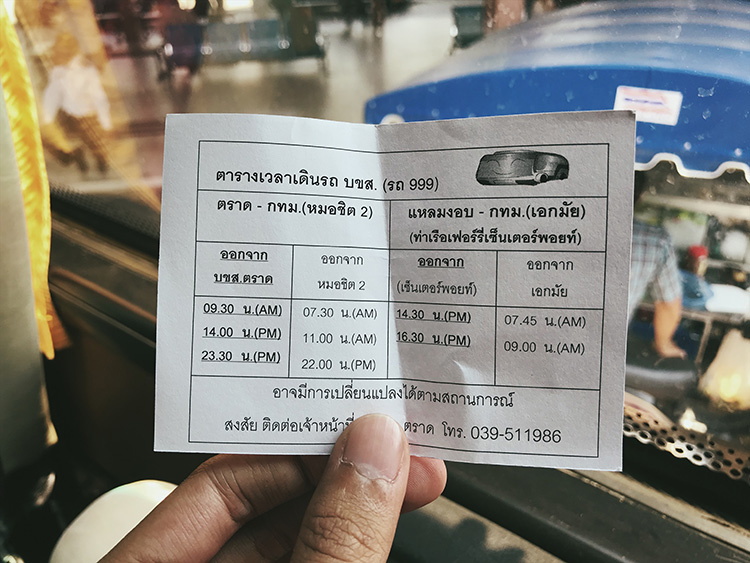 ตารางเวลาเดินรถ บขส. (รถ 999)
ตราด - กทม.(หมอชิต 2)
แหลมงอบ - กทม.(เอกมัย)
(ท่าเรือเฟอร์รี่เซ็นเตอร์พอยท์)
ออกจาก
บขส.ตราด
ออกจาก
หมอชิต 2
ออกจาก
(เซ็นเตอร์พอยท์)
ออกจาก
เอกมัย
09.30 น.(AM)
14.00 น.(PM)
23.30 น.(PM)
07.30 น.(AM)
11.00 น.(AM)
22.00 น.(PM)
14.30 น.(PM)
16.30 น.(PM)
07.45 น.(AM)
09.00 น.(AM)
อาจมีการเปลี่ยนแปลงได้ตามสถานการณ์
สงสัย ติดต่อเจ้าหน้าที่ ตราด โทร. 039-511986